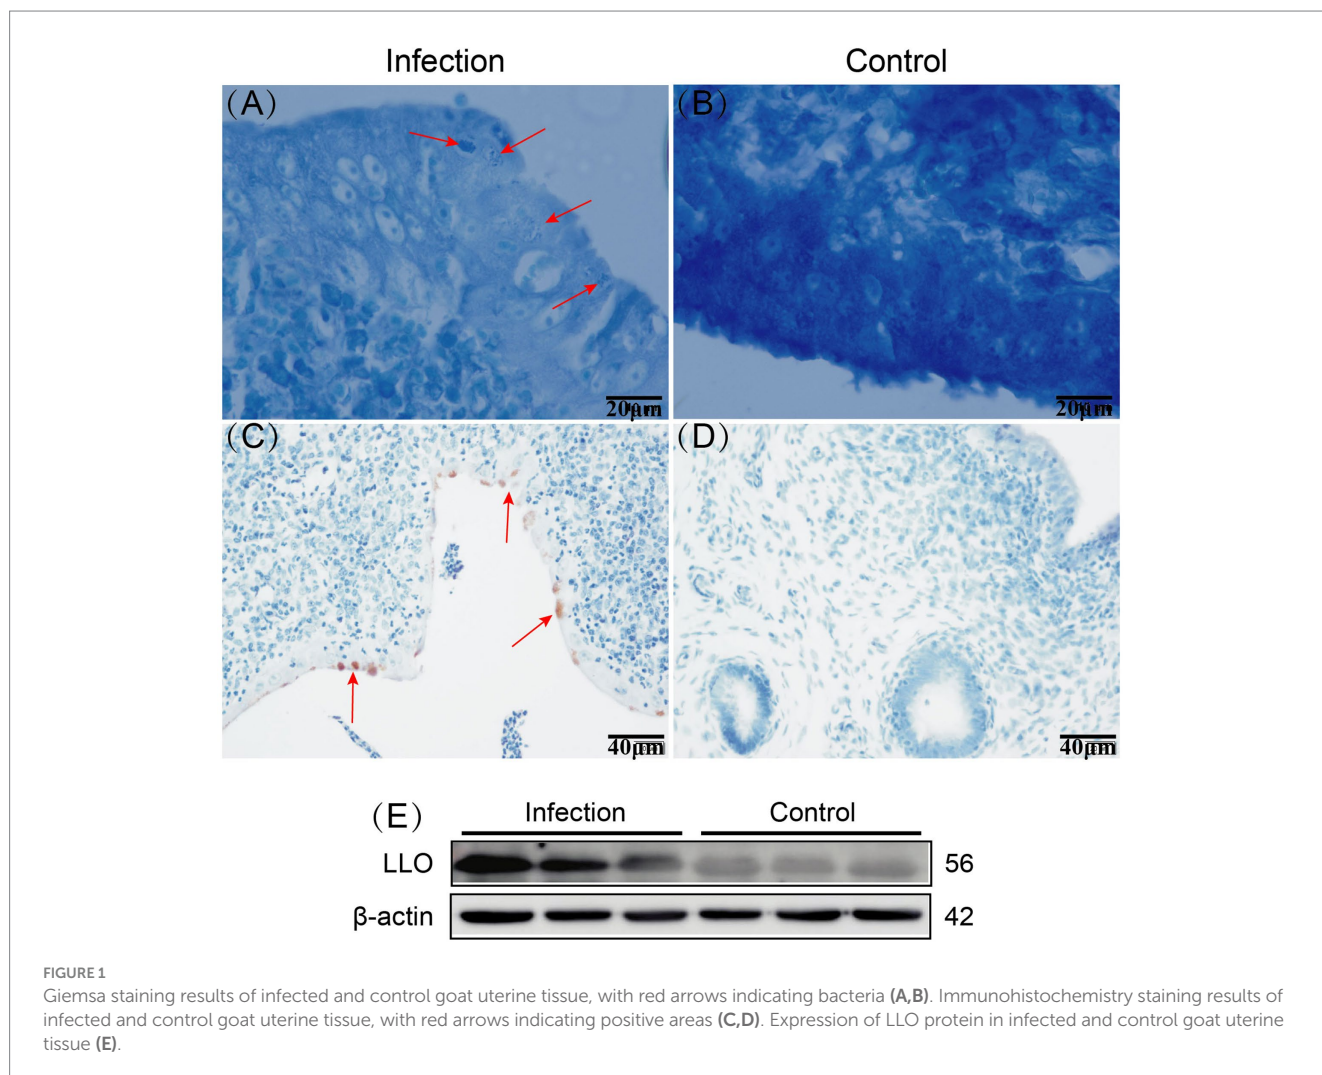 Infection Control
(A) (B)
20μm 20μm
(C) (D)
40μm 40μm
(E) Infection Control
LLO 56
β-actin 42
FIGURE 1
Giemsa staining results of infected and control goat uterine tissue, with red arrows indicating bacteria (A,B). Immunohistochemistry staining results of
infected and control goat uterine tissue, with red arrows indicating positive areas (C,D). Expression of LLO protein in infected and control goat uterine
tissue (E).